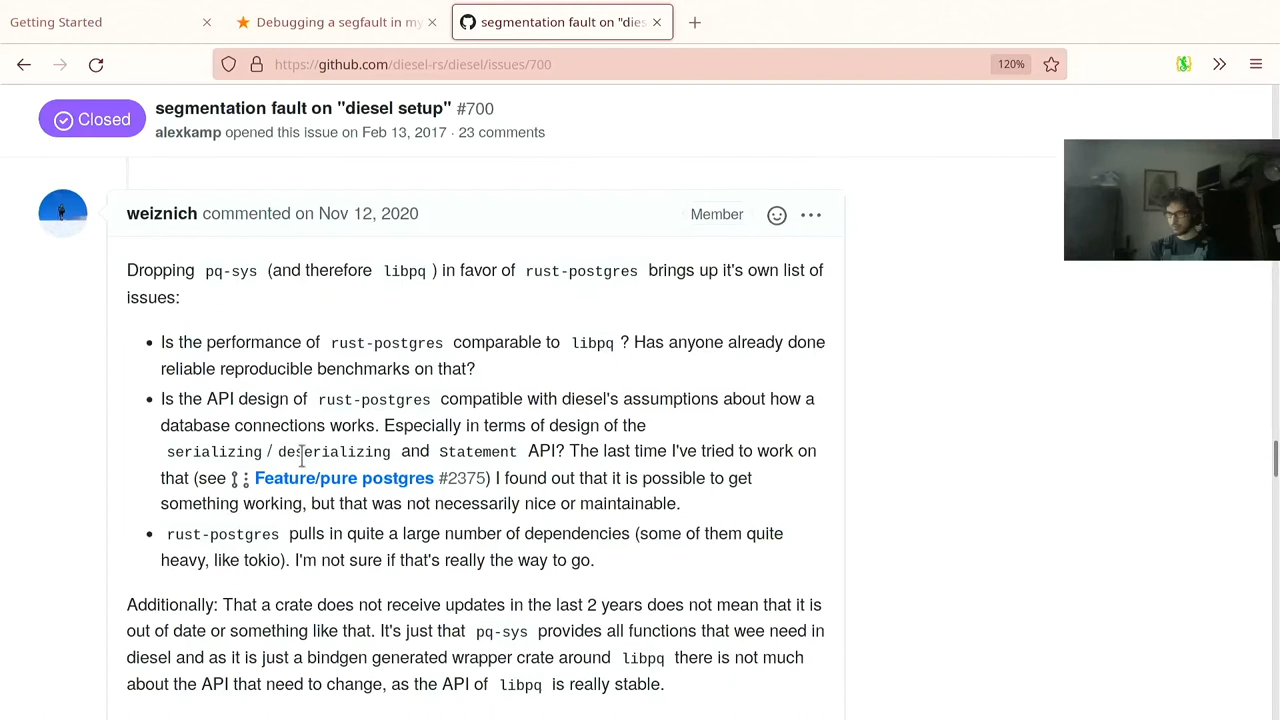 Getting Started
Debugging a segfault in my
segmentation fault on "dies
https://github.com/diesel-rs/diesel/issues/700
120%
Closed
segmentation fault on "diesel setup" #700
alexkamp opened this issue on Feb 13, 2017 · 23 comments
weiznich commented on Nov 12, 2020
Member
Dropping pq-sys (and therefore libpq ) in favor of rust-postgres brings up it's own list of
issues:
• Is the performance of rust-postgres comparable to libpq ? Has anyone already done
reliable reproducible benchmarks on that?
• Is the API design of rust-postgres compatible with diesel's assumptions about how a
database connections works. Especially in terms of design of the
serializing / deserializing and Statement API? The last time I've tried to work on
that (see Feature/pure postgres #2375) I found out that it is possible to get
something working, but that was not necessarily nice or maintainable.
• rust-postgres pulls in quite a large number of dependencies (some of them quite
heavy, like tokio). I'm not sure if that's really the way to go.
Additionally: That a crate does not receive updates in the last 2 years does not mean that it is
out of date or something like that. It's just that pq-sys provides all functions that wee need in
diesel and as it is just a bindgen generated wrapper crate around libpq there is not much
about the API that need to change, as the API of libpq is really stable.